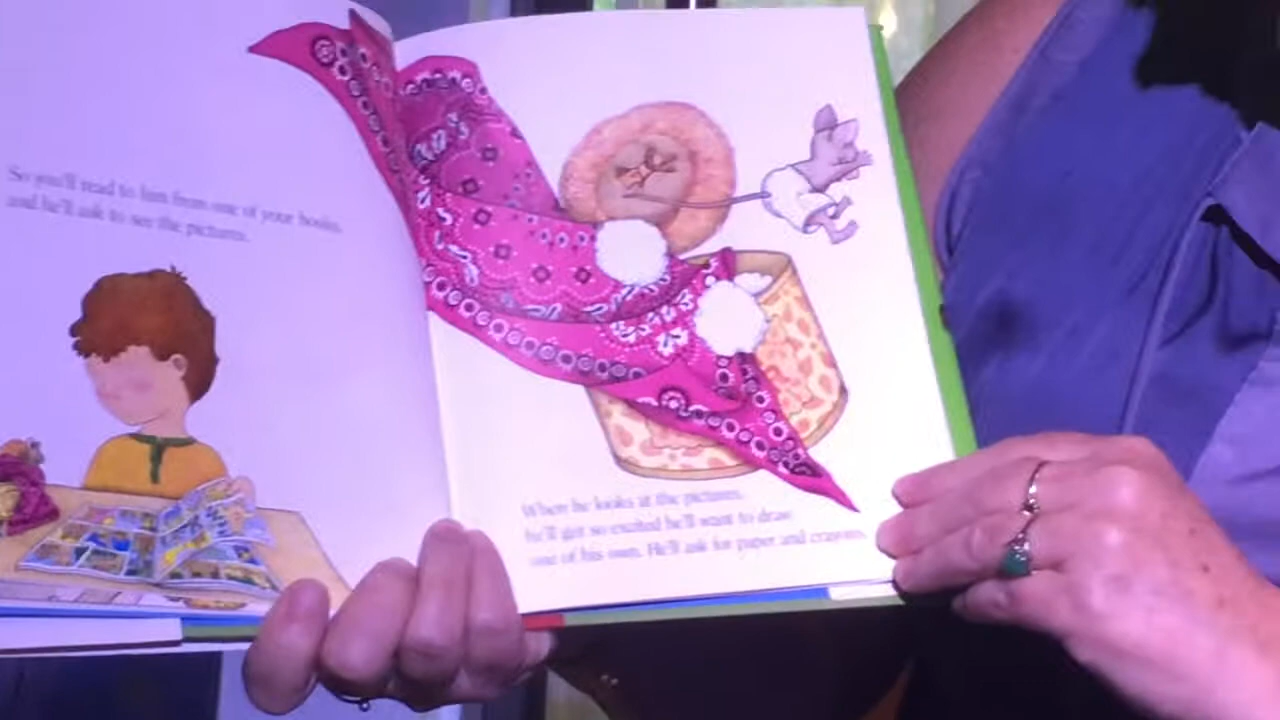 So you'll read to him from one of your books,
and he'll ask to see the pictures.
When he looks at the pictures,
he'll get so excited he'll want to draw
one of his own. He'll ask for paper and crayons.